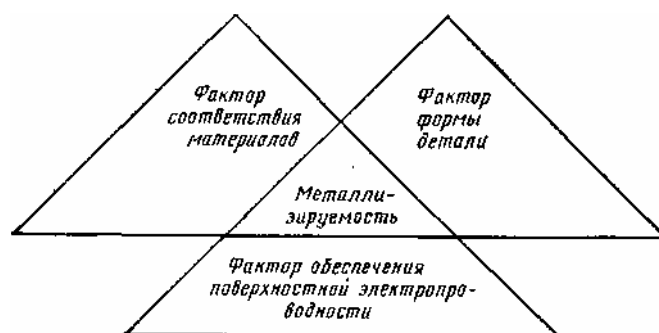 Фактор
соответствия
материалов
Фактор
формы
детали
Металли-
зируемость
Фактор обеспечения
поверхностной электропро-
водности